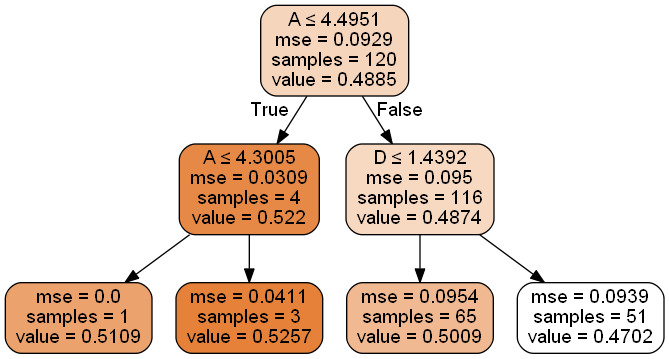 A ≤ 4.4951
mse = 0.0929
samples = 120
value = 0.4885
True
False
A ≤ 4.3005
mse = 0.0309
samples = 4
value = 0.522
D ≤ 1.4392
mse = 0.095
samples = 116
value = 0.4874
mse = 0.0
samples = 1
value = 0.5109
mse = 0.0411
samples = 3
value = 0.5257
mse = 0.0954
samples = 65
value = 0.5009
mse = 0.0939
samples = 51
value = 0.4702